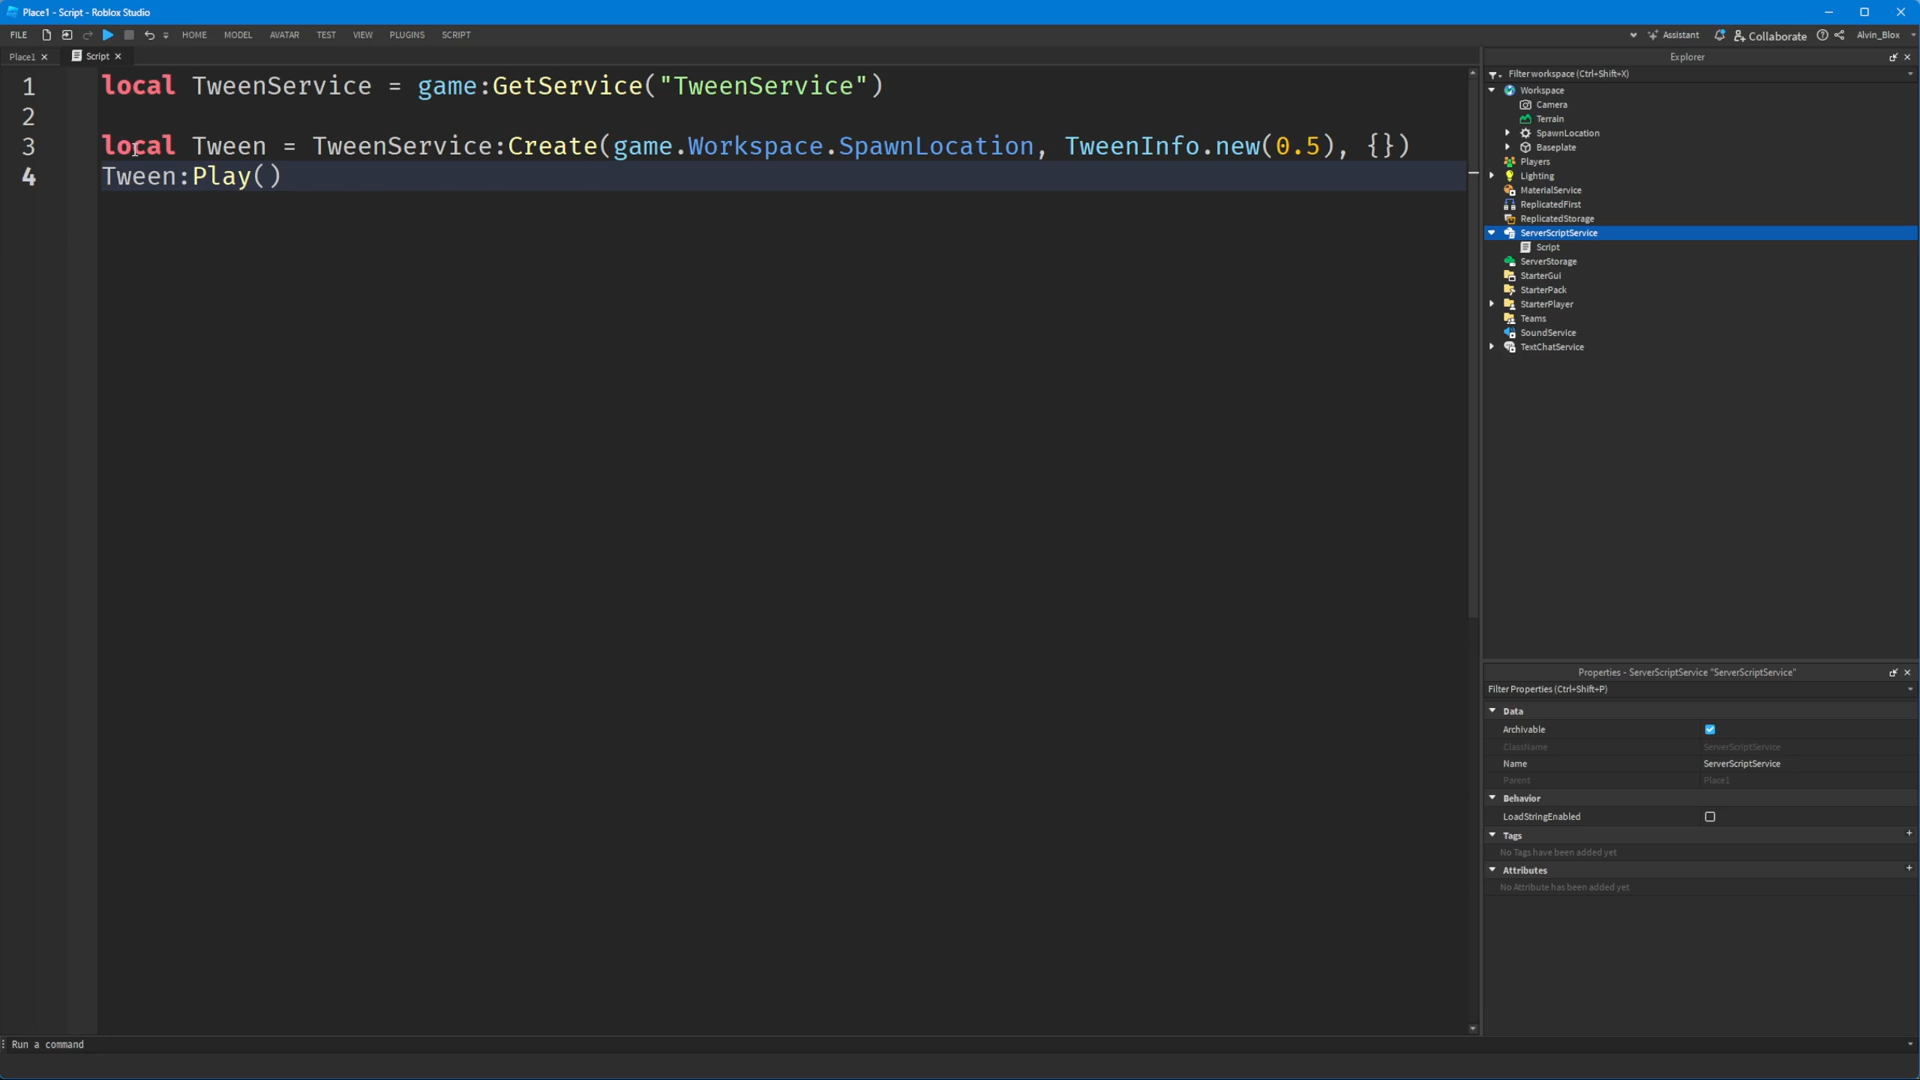 Place1 - Script - Roblox Studio
FILE HOME MODEL AVATAR TEST VIEW PLUGINS SCRIPT Assistant Collaborate Alvin_Blox
Place1 Script
1 local TweenService = game:GetService("TweenService")
2
3 local Tween = TweenService:Create(game.Workspace.SpawnLocation, TweenInfo.new(0.5), {})
4 Tween:Play()
Explorer
Filter workspace (Ctrl+Shift+X)
Workspace
Camera
Terrain
SpawnLocation
Baseplate
Players
Lighting
MaterialService
ReplicatedFirst
ReplicatedStorage
ServerScriptService
Script
ServerStorage
StarterGui
StarterPack
StarterPlayer
Teams
SoundService
TextChatService
Properties - ServerScriptService "ServerScriptService"
Filter Properties (Ctrl+Shift+P)
Data
Archivable
ClassName ServerScriptService
Name ServerScriptService
Parent Place1
Behavior
LoadStringEnabled
Tags +
No Tags have been added yet
Attributes +
No Attribute has been added yet
Run a command